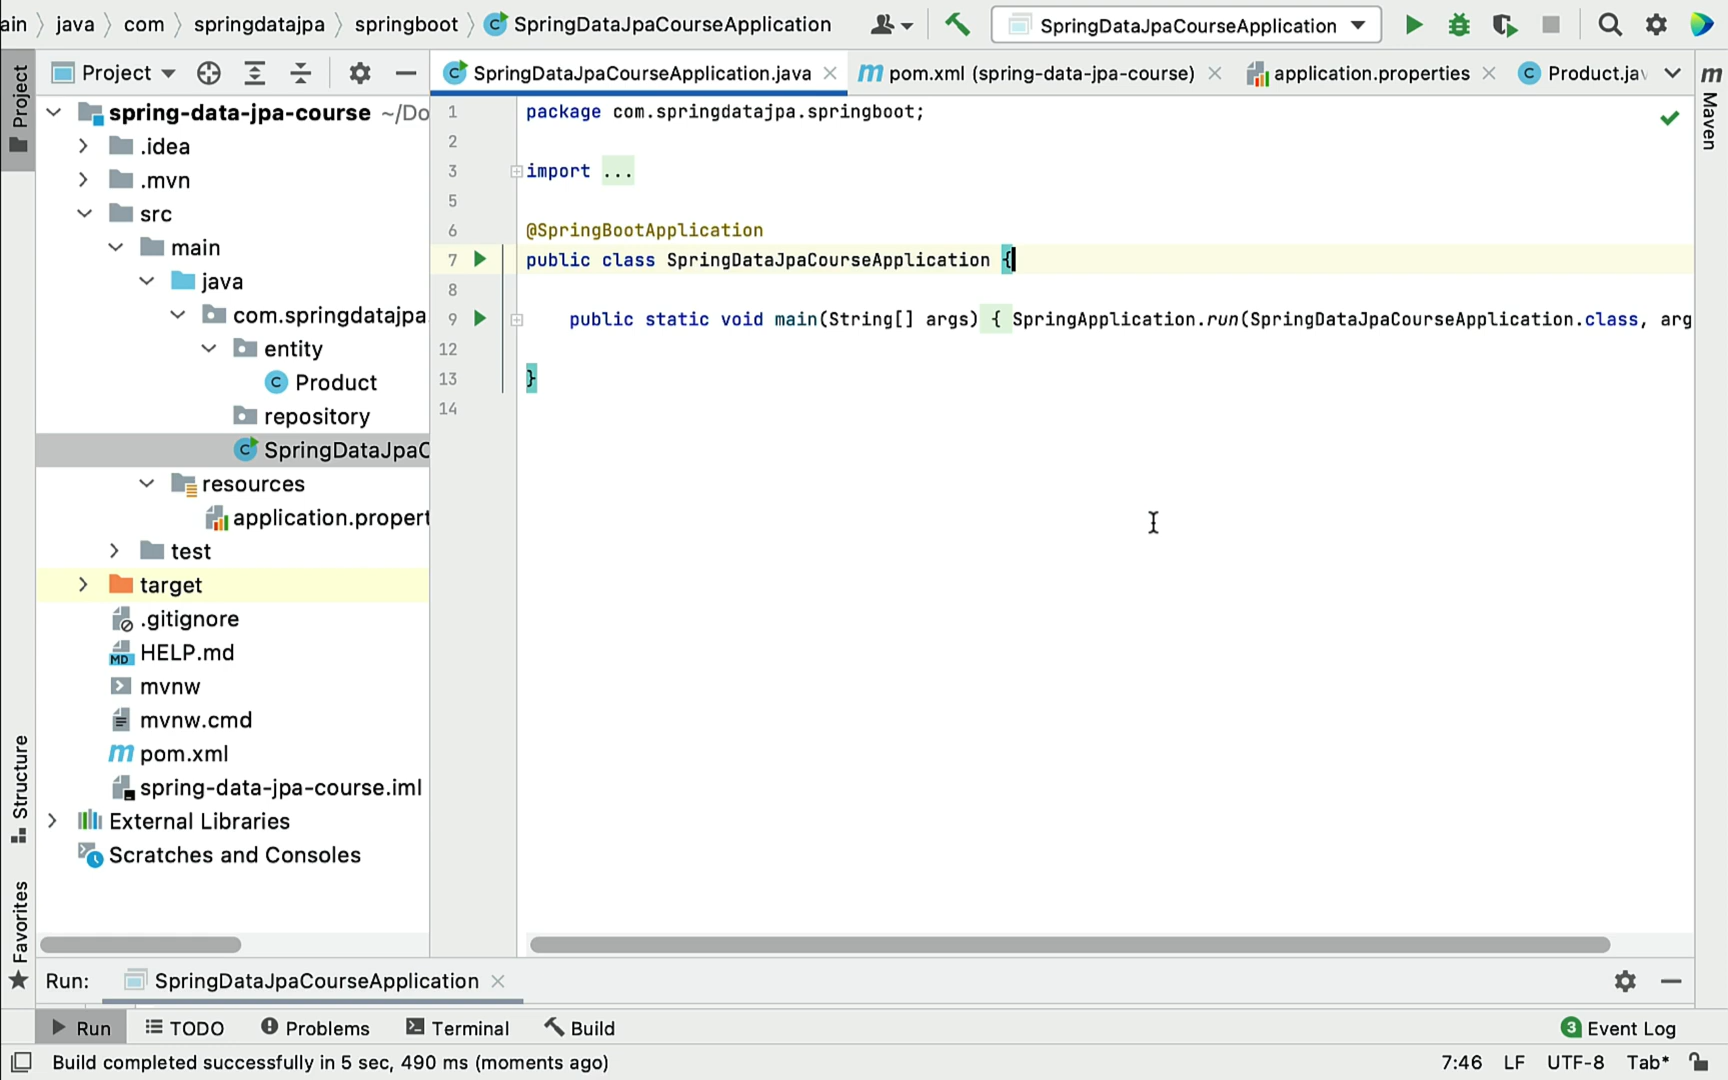 ain java com springdatajpa springboot SpringDataJpaCourseApplication SpringDataJpaCourseApplication
Project SpringDataJpaCourseApplication.java pom.xml (spring-data-jpa-course) application.properties Product.jav
Project
Maven
Structure
Favorites
spring-data-jpa-course ~/Do
.idea
.mvn
src
main
java
com.springdatajpa.
entity
Product
repository
SpringDataJpaC
resources
application.propert
test
target
.gitignore
HELP.md
mvnw
mvnw.cmd
pom.xml
spring-data-jpa-course.iml
External Libraries
Scratches and Consoles
1 package com.springdatajpa.springboot;
2
3 import ...
5
6 @SpringBootApplication
7 public class SpringDataJpaCourseApplication {
8
9 public static void main(String[] args) { SpringApplication.run(SpringDataJpaCourseApplication.class, arg
12
13 }
14
Run: SpringDataJpaCourseApplication
Run TODO Problems Terminal Build 3 Event Log
Build completed successfully in 5 sec, 490 ms (moments ago) 7:46 LF UTF-8 Tab*